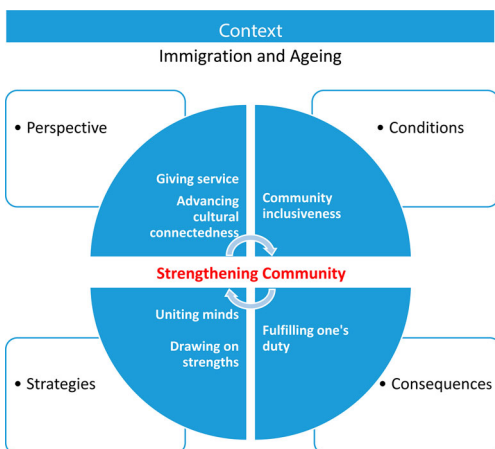 Context
Immigration and Ageing
• Perspective
• Conditions
Giving service
Advancing
cultural
connectedness
Community
inclusiveness
Strengthening Community
Uniting minds
Drawing on
strengths
Fulfilling one's
duty
• Strategies
• Consequences